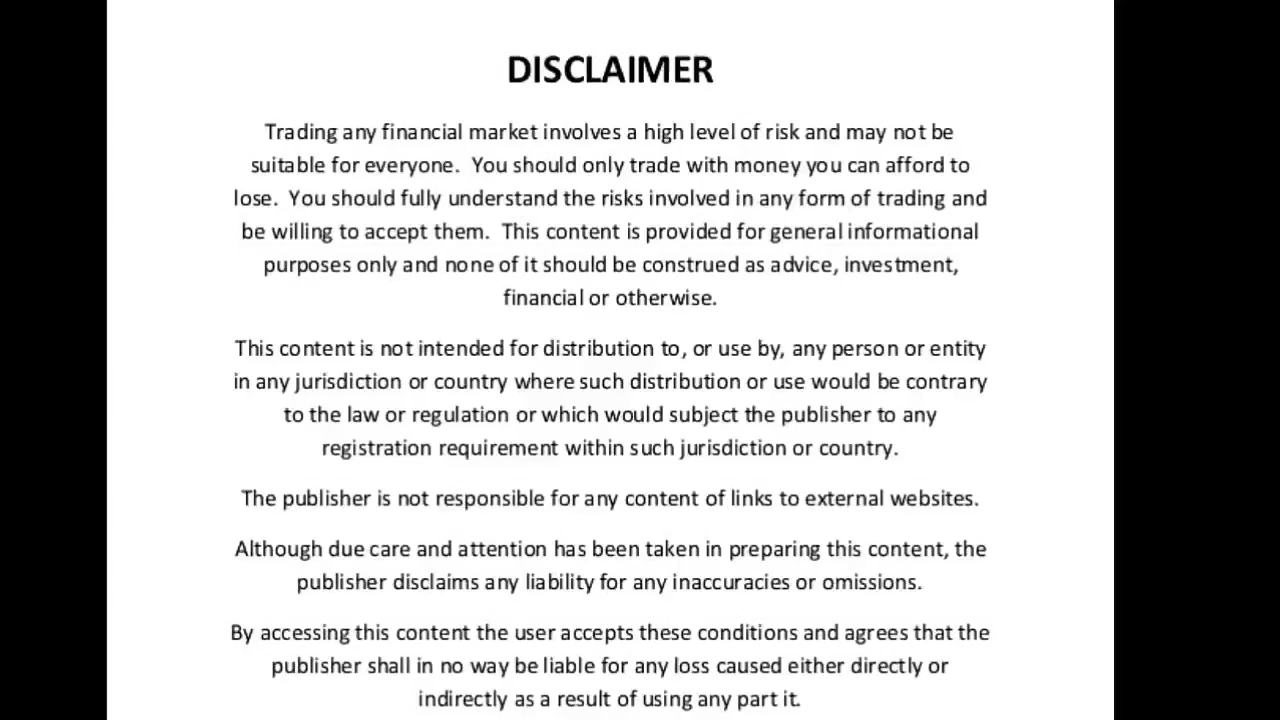 DISCLAIMER
Trading any financial market involves a high level of risk and may not be
suitable for everyone.  You should only trade with money you can afford to
lose.  You should fully understand the risks involved in any form of trading and
be willing to accept them.  This content is provided for general informational
purposes only and none of it should be construed as advice, investment,
financial or otherwise.
This content is not intended for distribution to, or use by, any person or entity
in any jurisdiction or country where such distribution or use would be contrary
to the law or regulation or which would subject the publisher to any
registration requirement within such jurisdiction or country.
The publisher is not responsible for any content of links to external websites.
Although due care and attention has been taken in preparing this content, the
publisher disclaims any liability for any inaccuracies or omissions.
By accessing this content the user accepts these conditions and agrees that the
publisher shall in no way be liable for any loss caused either directly or
indirectly as a result of using any part it.